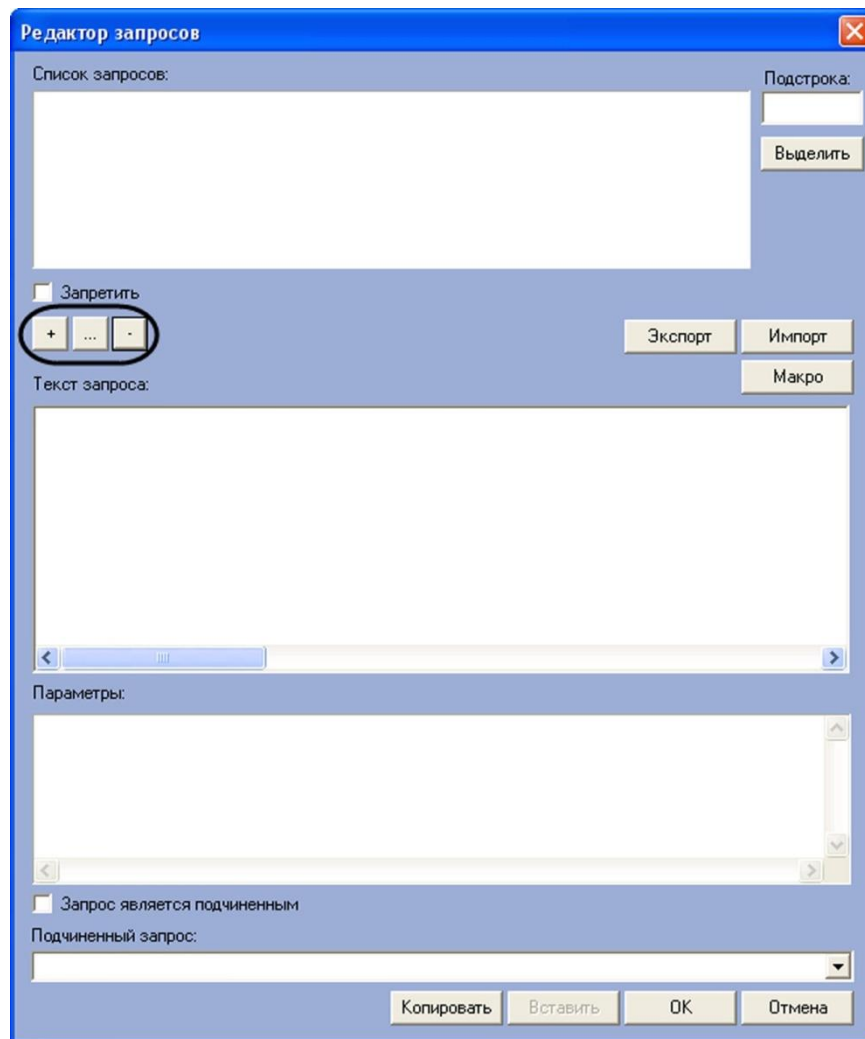 Редактор запросов
Список запросов:
Подстрока:
Выделить
Запретить
+ ... -
Экспорт Импорт
Макро
Текст запроса:
Параметры:
Запрос является подчиненным
Подчиненный запрос:
Копировать Вставить OK Отмена